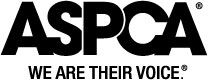 ASPCA®
WE ARE THEIR VOICE.®